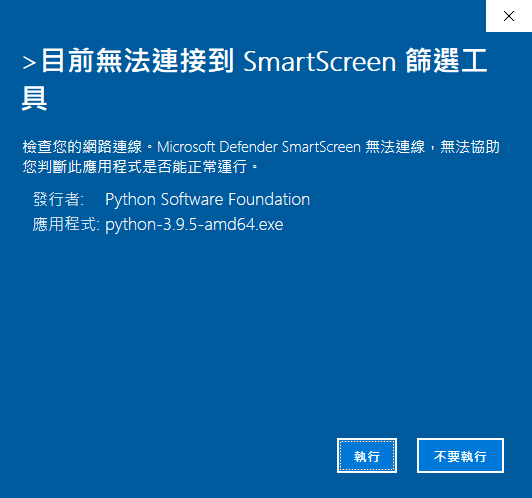 >目前無法連接到 SmartScreen 篩選工
具
檢查您的網路連線。Microsoft Defender SmartScreen 無法連線，無法協助
您判斷此應用程式是否能正常運行。
發行者: Python Software Foundation
應用程式: python-3.9.5-amd64.exe
執行 不要執行